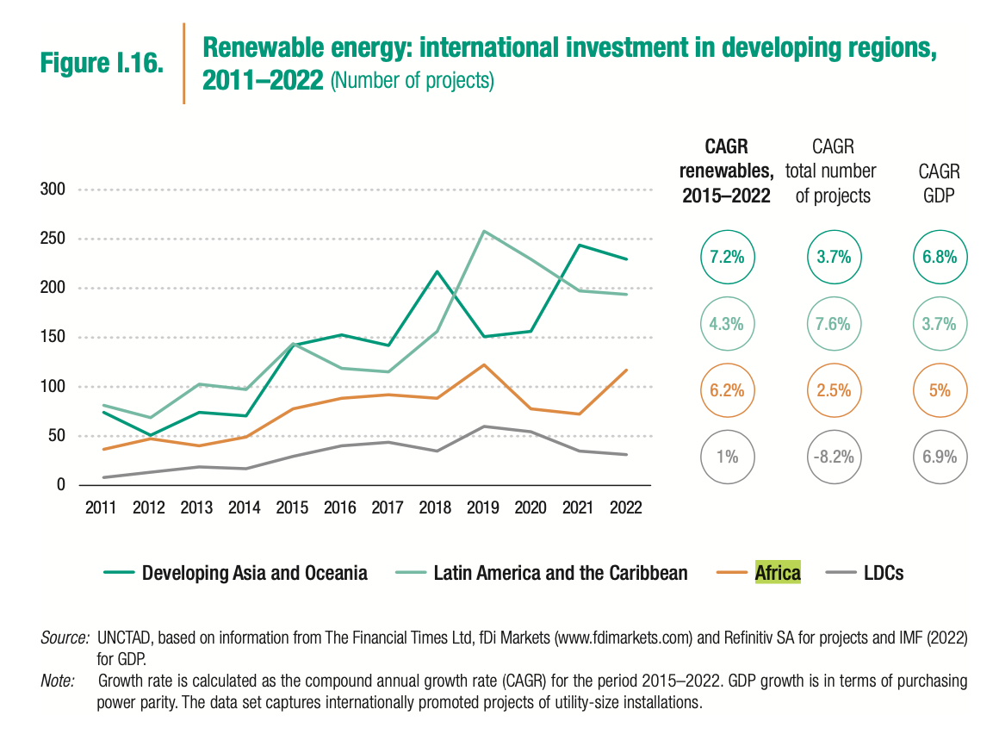 Figure I.16.
Renewable energy: international investment in developing regions,
2011–2022 (Number of projects)
CAGR
renewables,
2015–2022
CAGR
total number
of projects
CAGR
GDP
300
250
200
150
100
50
0
2011 2012 2013 2014 2015 2016 2017 2018 2019 2020 2021 2022
7.2% 3.7% 6.8%
4.3% 7.6% 3.7%
6.2% 2.5% 5%
1% -8.2% 6.9%
Developing Asia and Oceania Latin America and the Caribbean Africa LDCs
Source: UNCTAD, based on information from The Financial Times Ltd, fDi Markets (www.fdimarkets.com) and Refinitiv SA for projects and IMF (2022)
for GDP.
Note: Growth rate is calculated as the compound annual growth rate (CAGR) for the period 2015–2022. GDP growth is in terms of purchasing
power parity. The data set captures internationally promoted projects of utility-size installations.